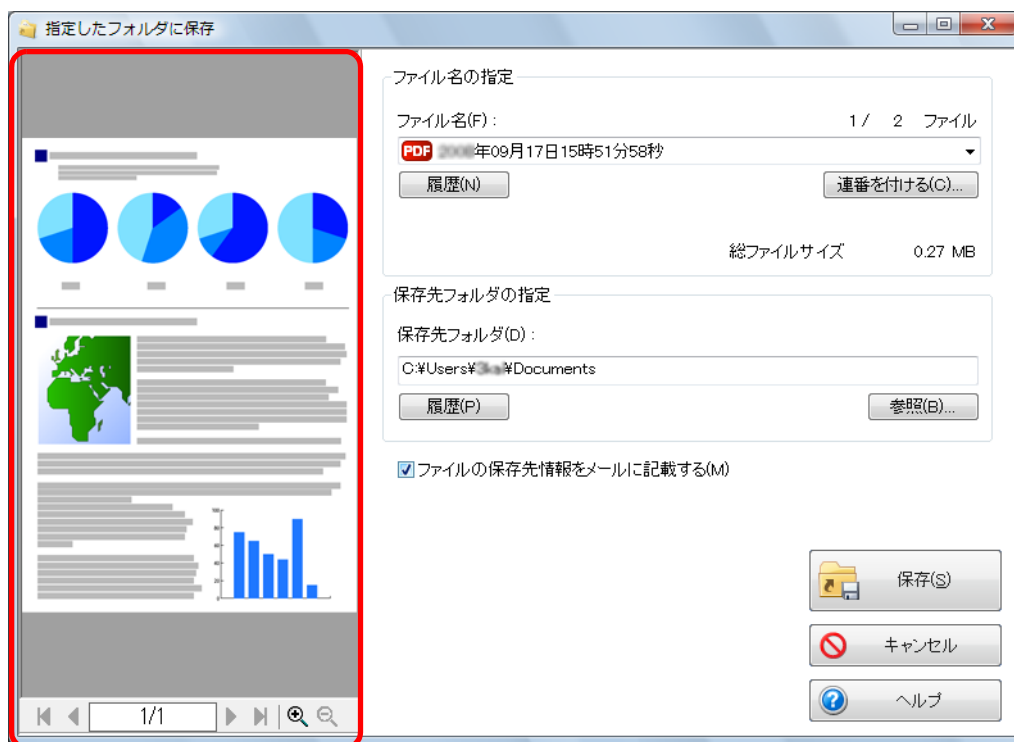 指定したフォルダに保存
ファイル名の指定
ファイル名(F) :
1 / 2 ファイル
PDF 年09月17日15時51分58秒
履歴(N)
連番を付ける(C)...
総ファイルサイズ 0.27 MB
保存先フォルダの指定
保存先フォルダ(D) :
C:¥Users¥ ¥Documents
履歴(P)
参照(B)...
ファイルの保存先情報をメールに記載する(M)
100
80
60
40
20
0
保存(S)
キャンセル
ヘルプ
1/1